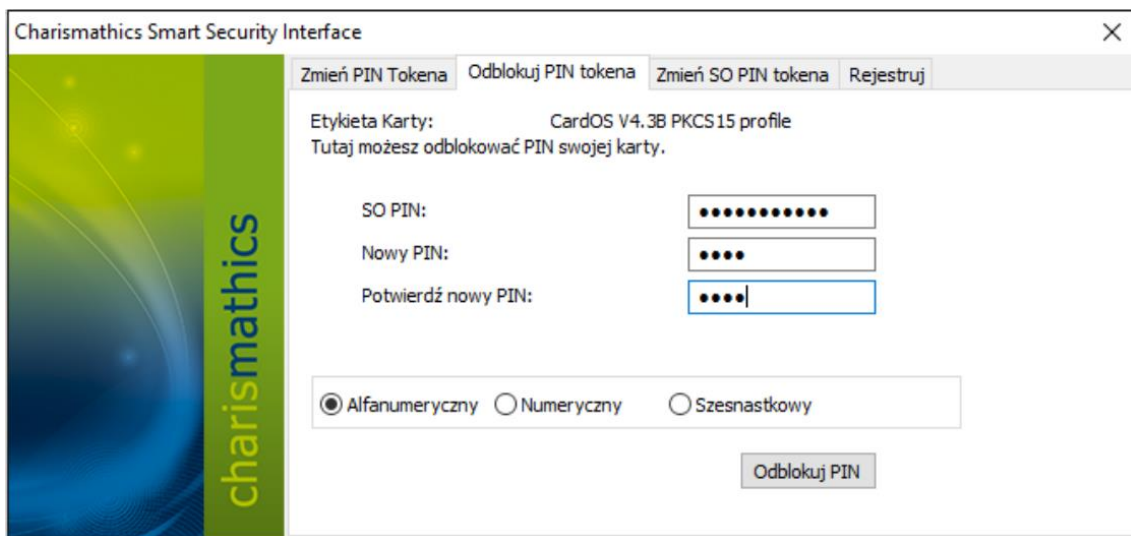 Charismathics Smart Security Interface
Zmień PIN Tokena Odblokuj PIN tokena Zmień SO PIN tokena Rejestruj
Etykieta Karty: CardOS V4.3B PKCS15 profile
Tutaj możesz odblokować PIN swojej karty.
SO PIN: ●●●●●●●●●●●
Nowy PIN: ●●●●
Potwierdź nowy PIN: ●●●●
Alfanumeryczny Numeryczny Szesnastkowy
Odblokuj PIN
charismathics